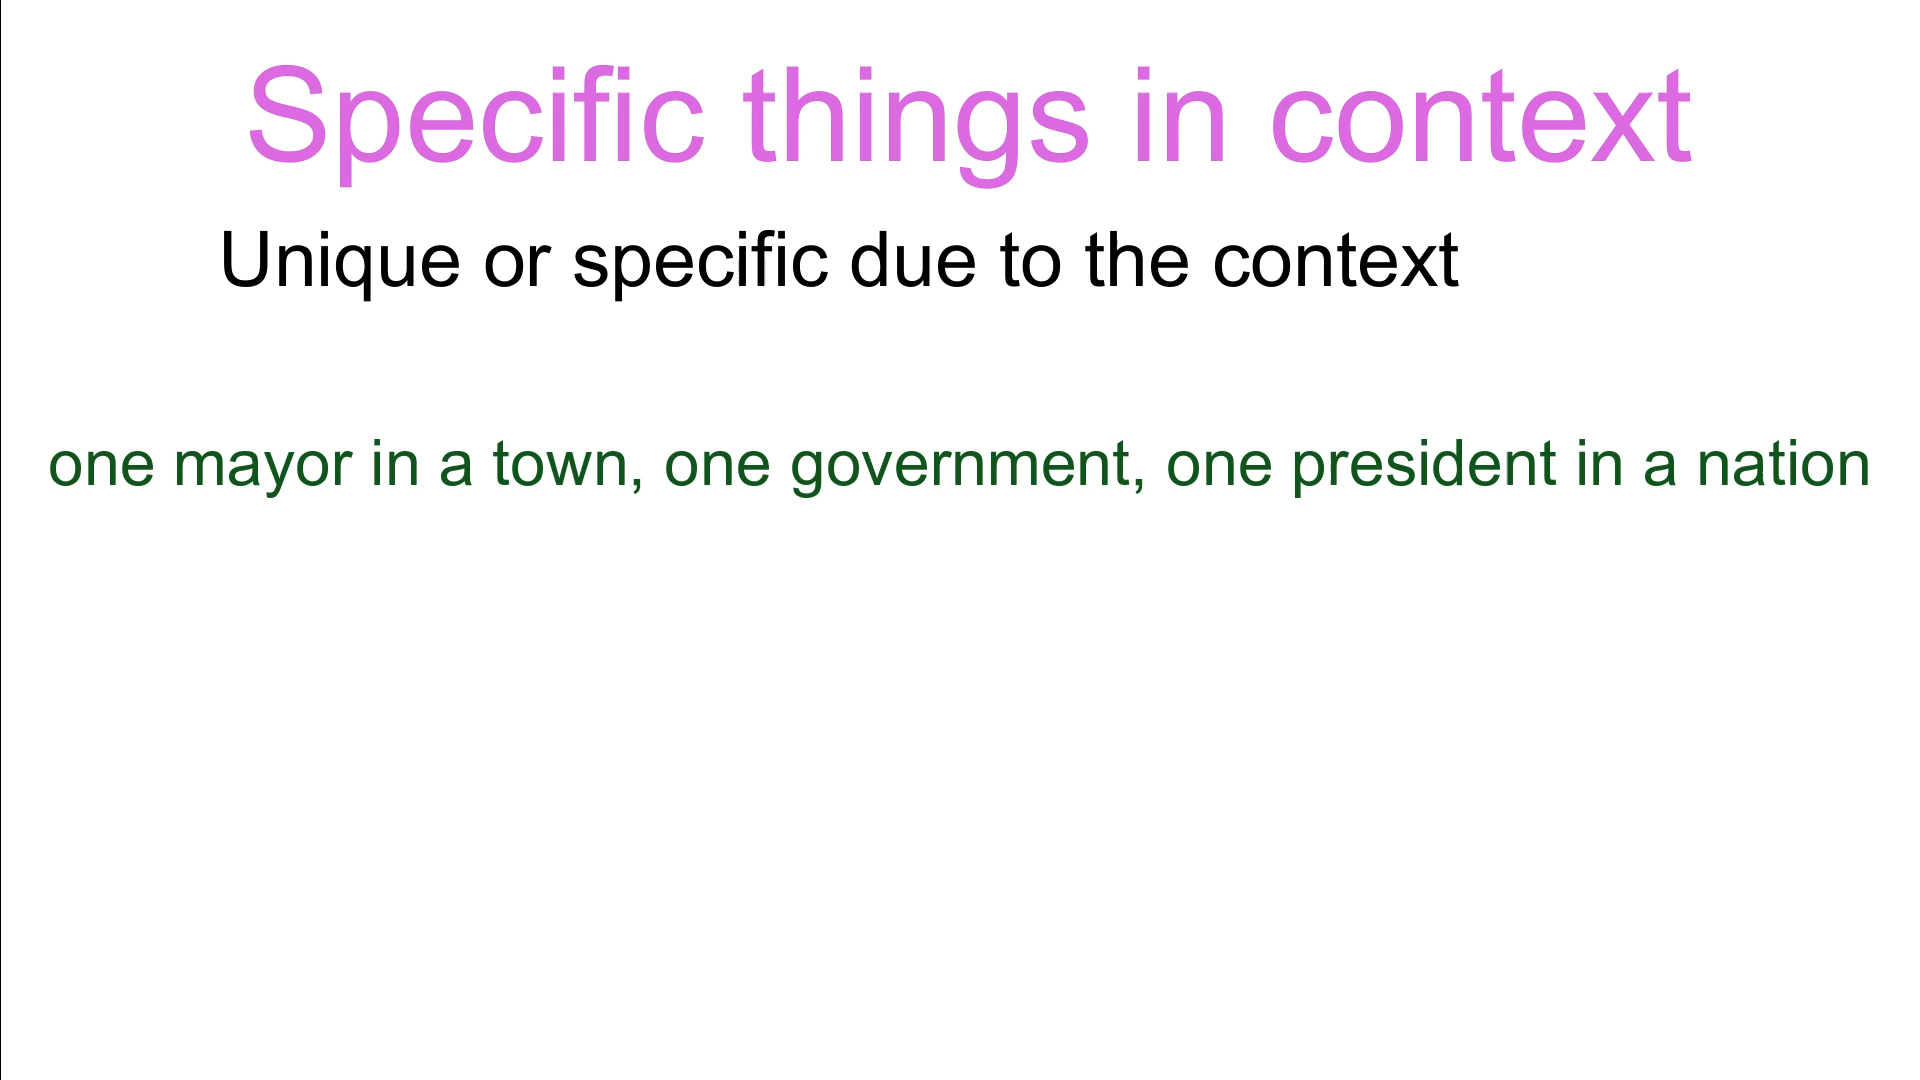 Specific things in context
Unique or specific due to the context
one mayor in a town, one government, one president in a nation